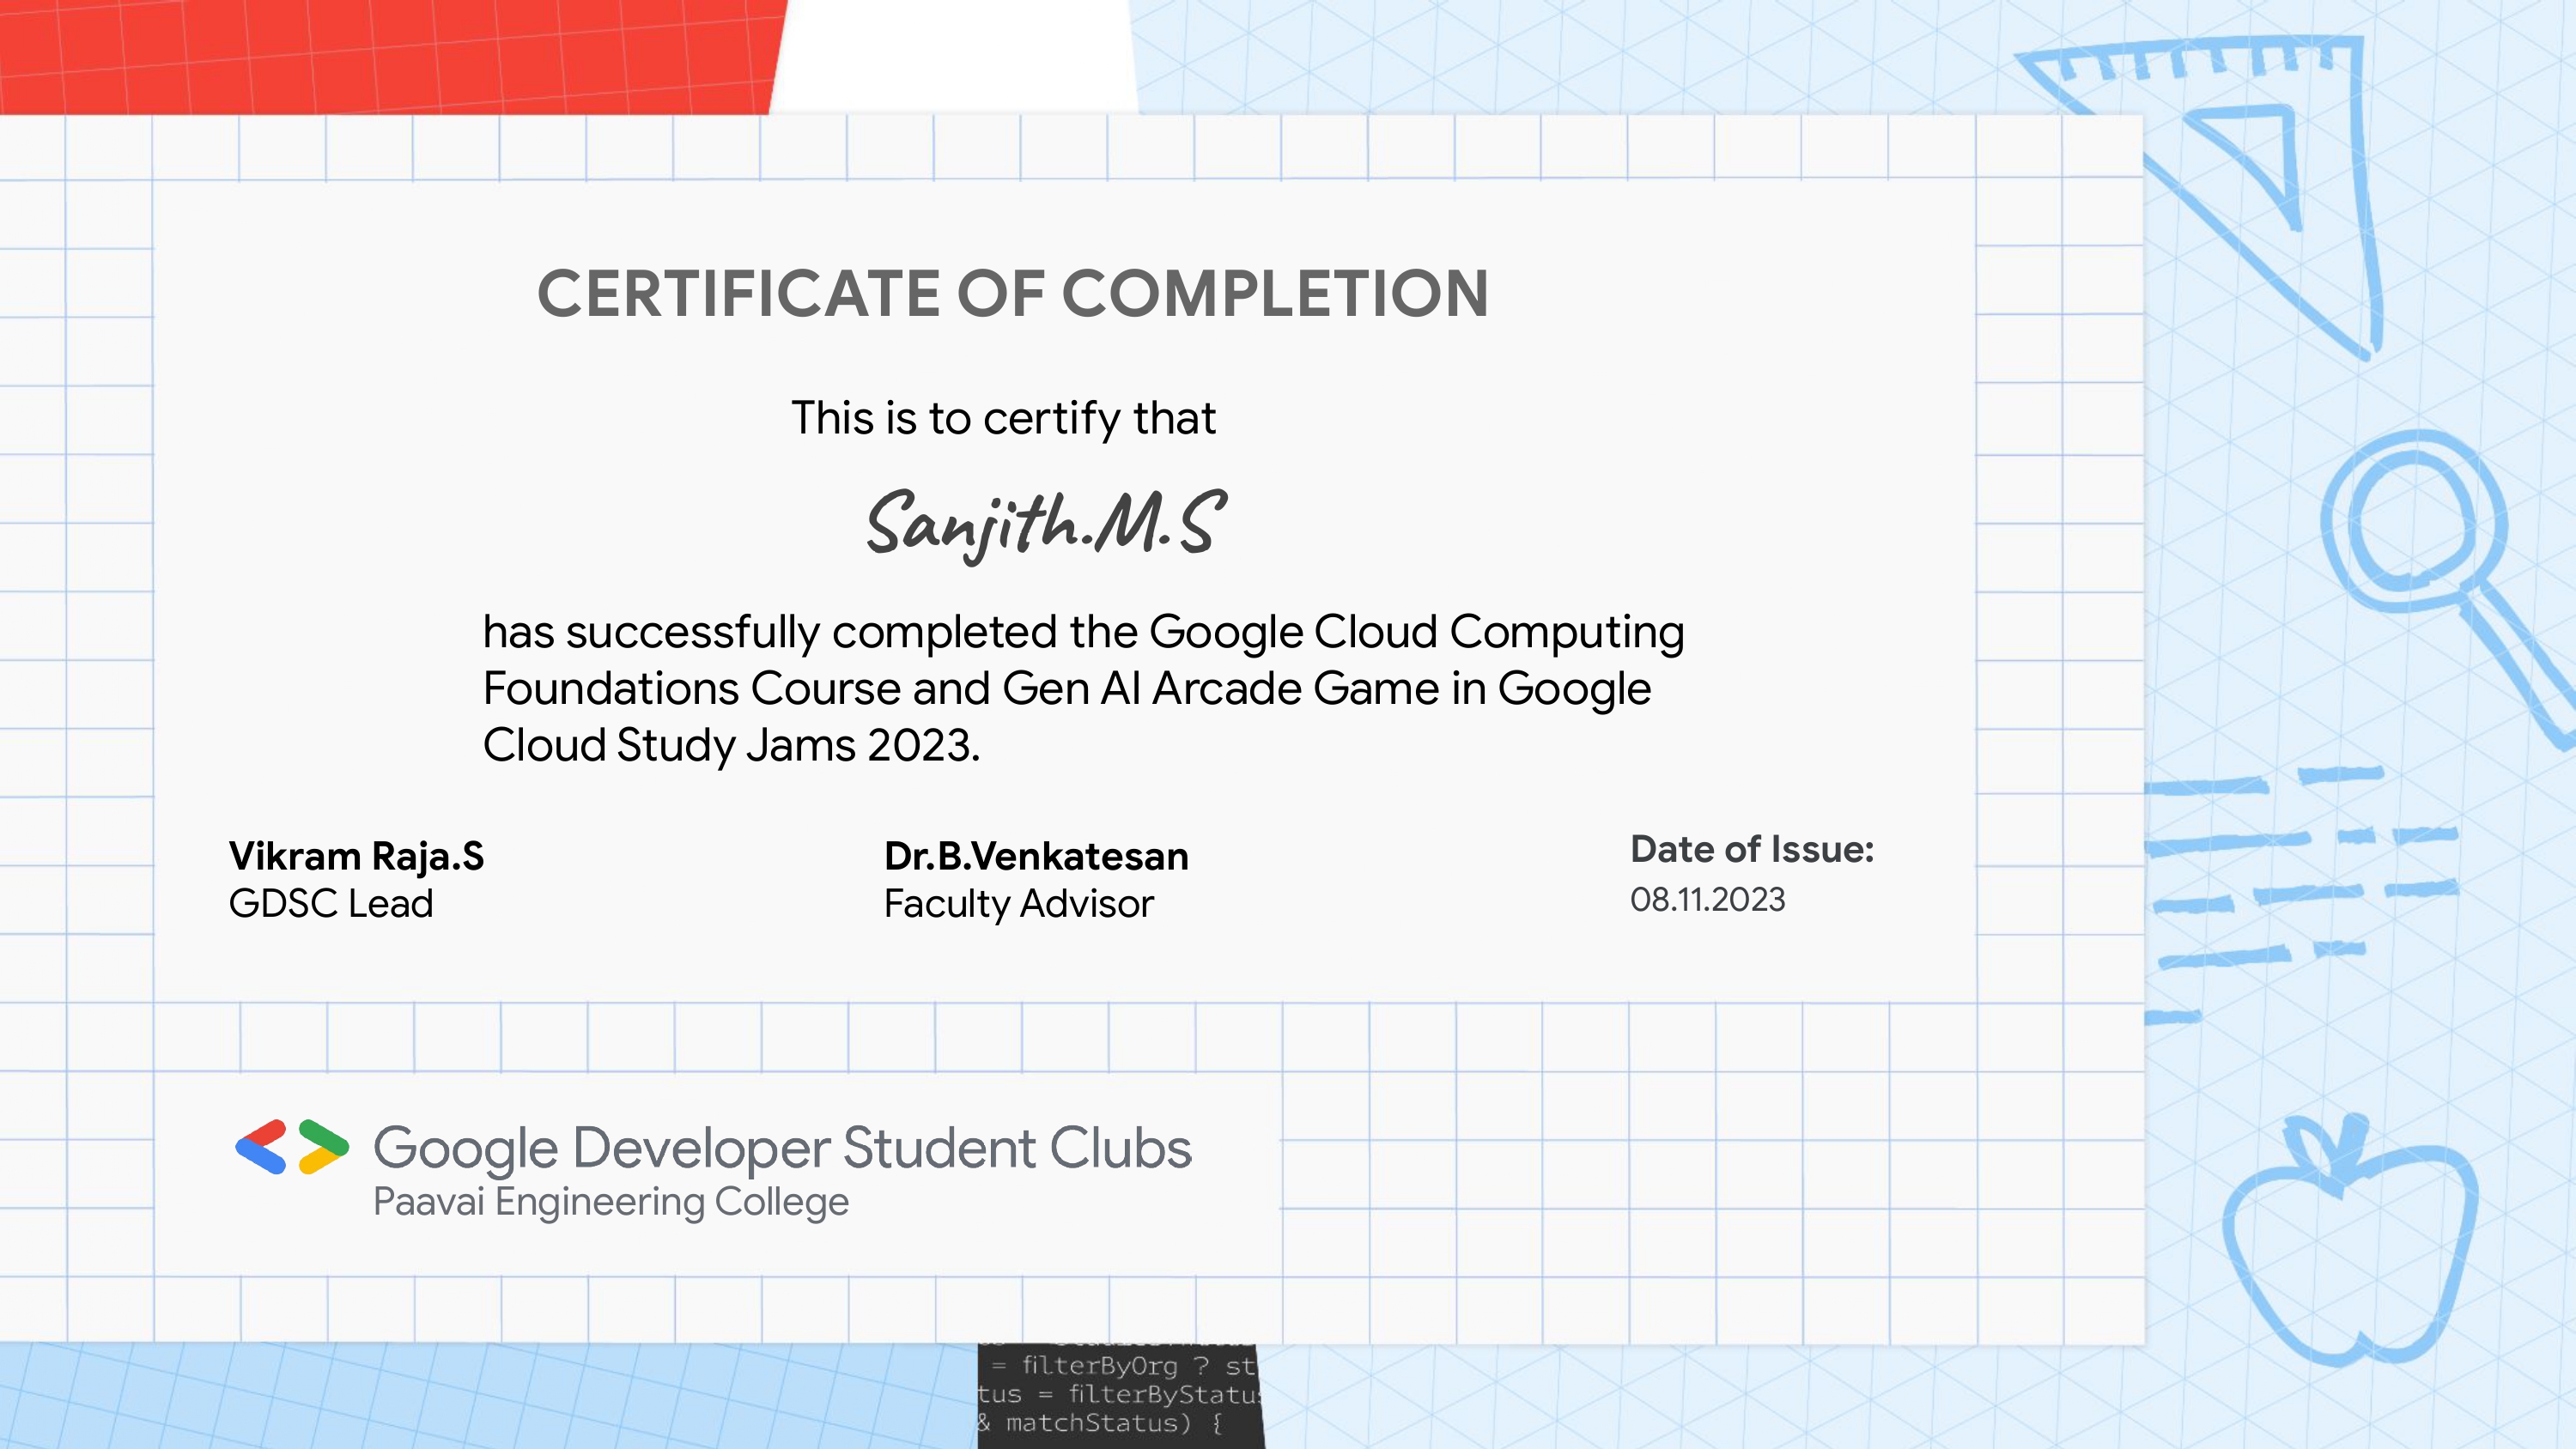 CERTIFICATE OF COMPLETION
This is to certify that
Sanjith.M.S
has successfully completed the Google Cloud Computing
Foundations Course and Gen AI Arcade Game in Google
Cloud Study Jams 2023.
Vikram Raja.S
GDSC Lead
Dr.B.Venkatesan
Faculty Advisor
Date of Issue:
08.11.2023
Google Developer Student Clubs
Paavai Engineering College
= filterByOrg ? st
tus = filterByStatus
& matchStatus) {